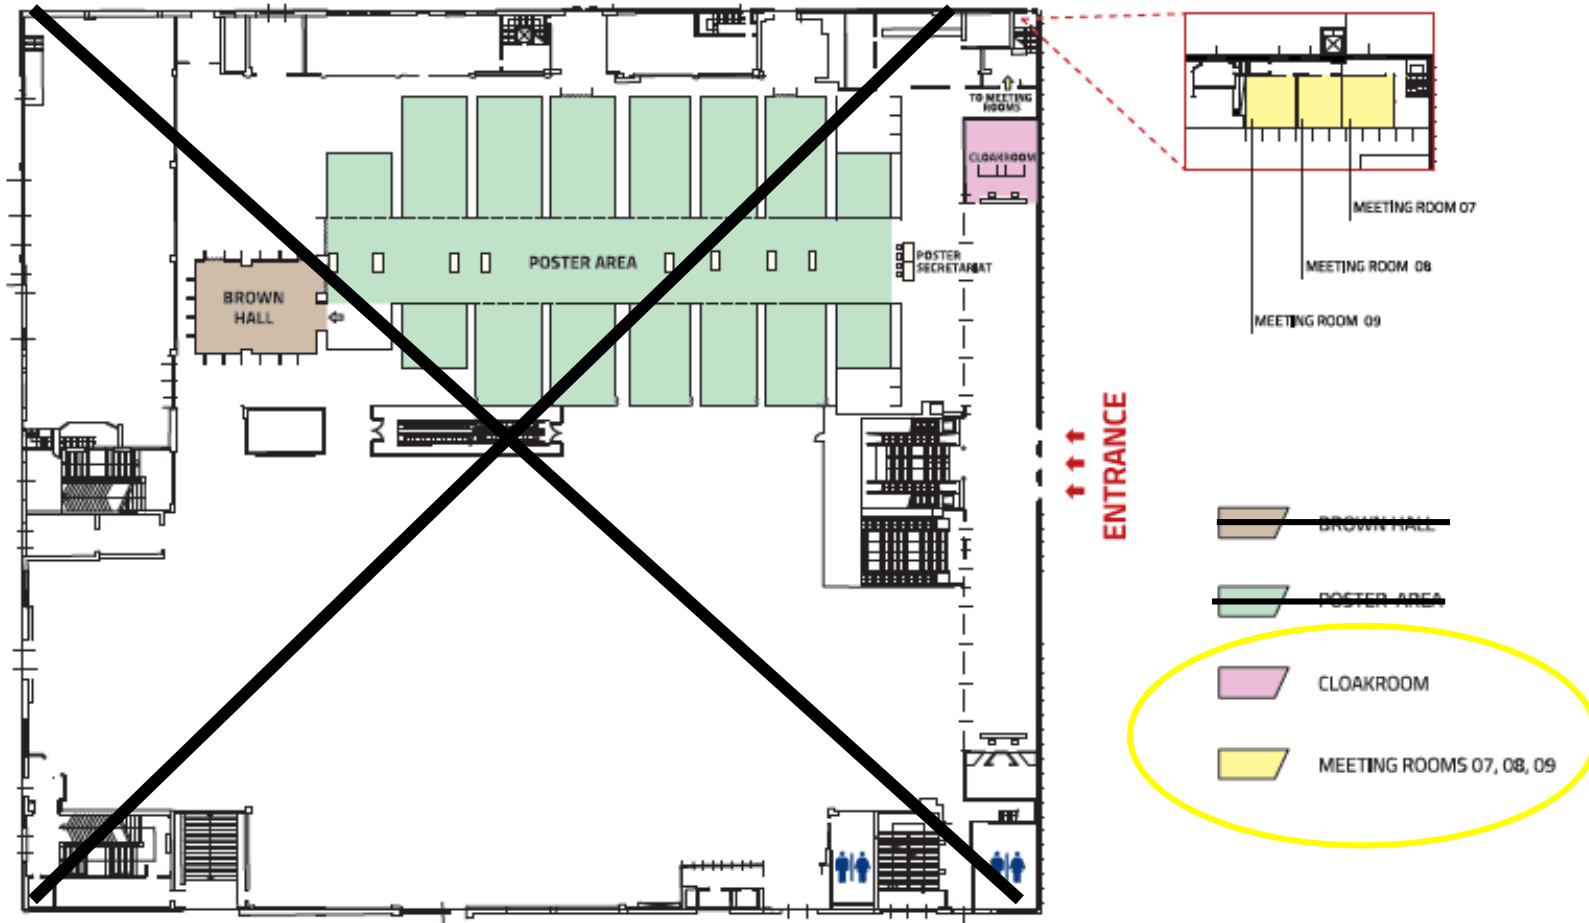 TO MEETING
ROOMS
CLOAKROOM
POSTER AREA
POSTER
SECRETARIAT
BROWN
HALL
MEETING ROOM 07
MEETING ROOM 08
MEETING ROOM 09
ENTRANCE
BROWN HALL
POSTER AREA
CLOAKROOM
MEETING ROOMS 07, 08, 09